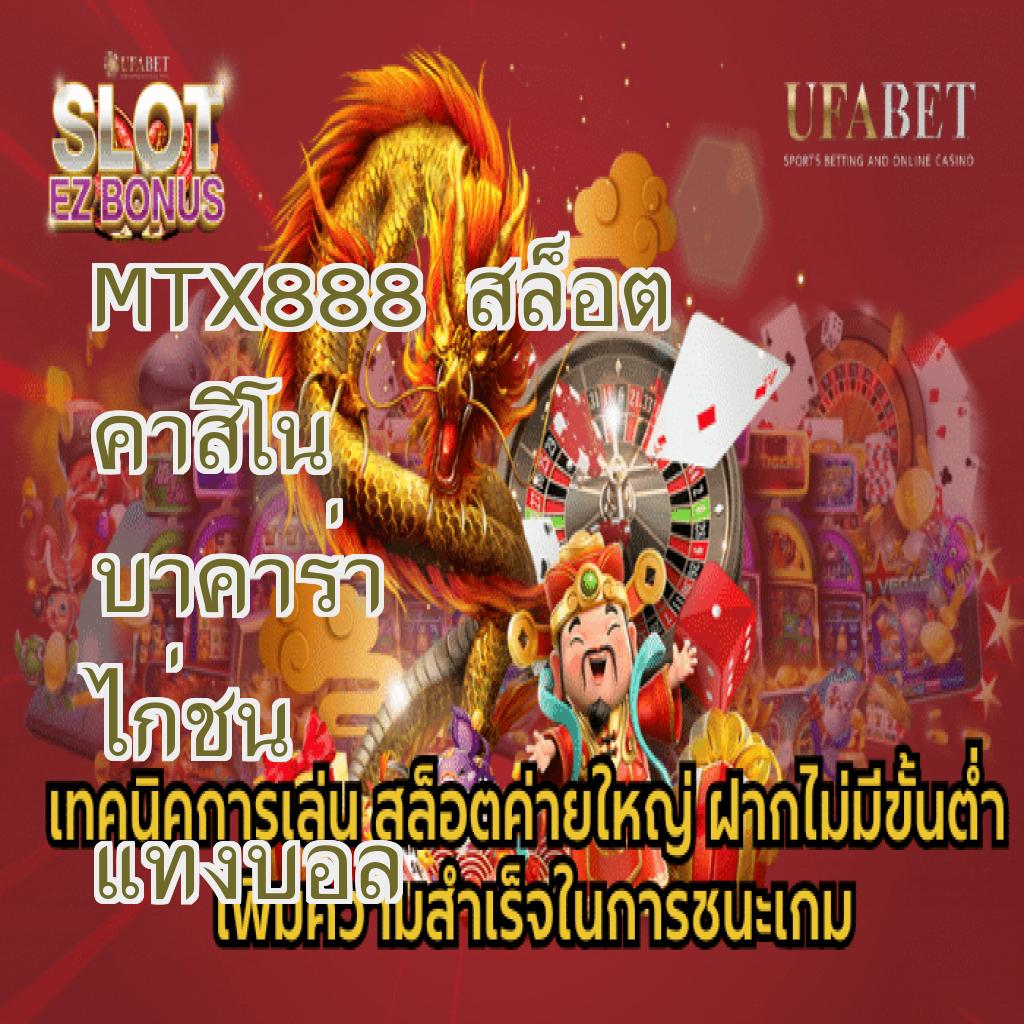 UFABET
SLOT
EZ BONUS
UFABET
SPORTS BETTING AND ONLINE CASINO
MTX888 สล็อต
คาสิโน
บาคาร่า
ไก่ชน
เทคนิคการเล่น สล็อตค่ายใหญ่ ฝากไม่มีขั้นต่ำ
แทงบอล
เพิ่มความสำเร็จในการชนะเกม